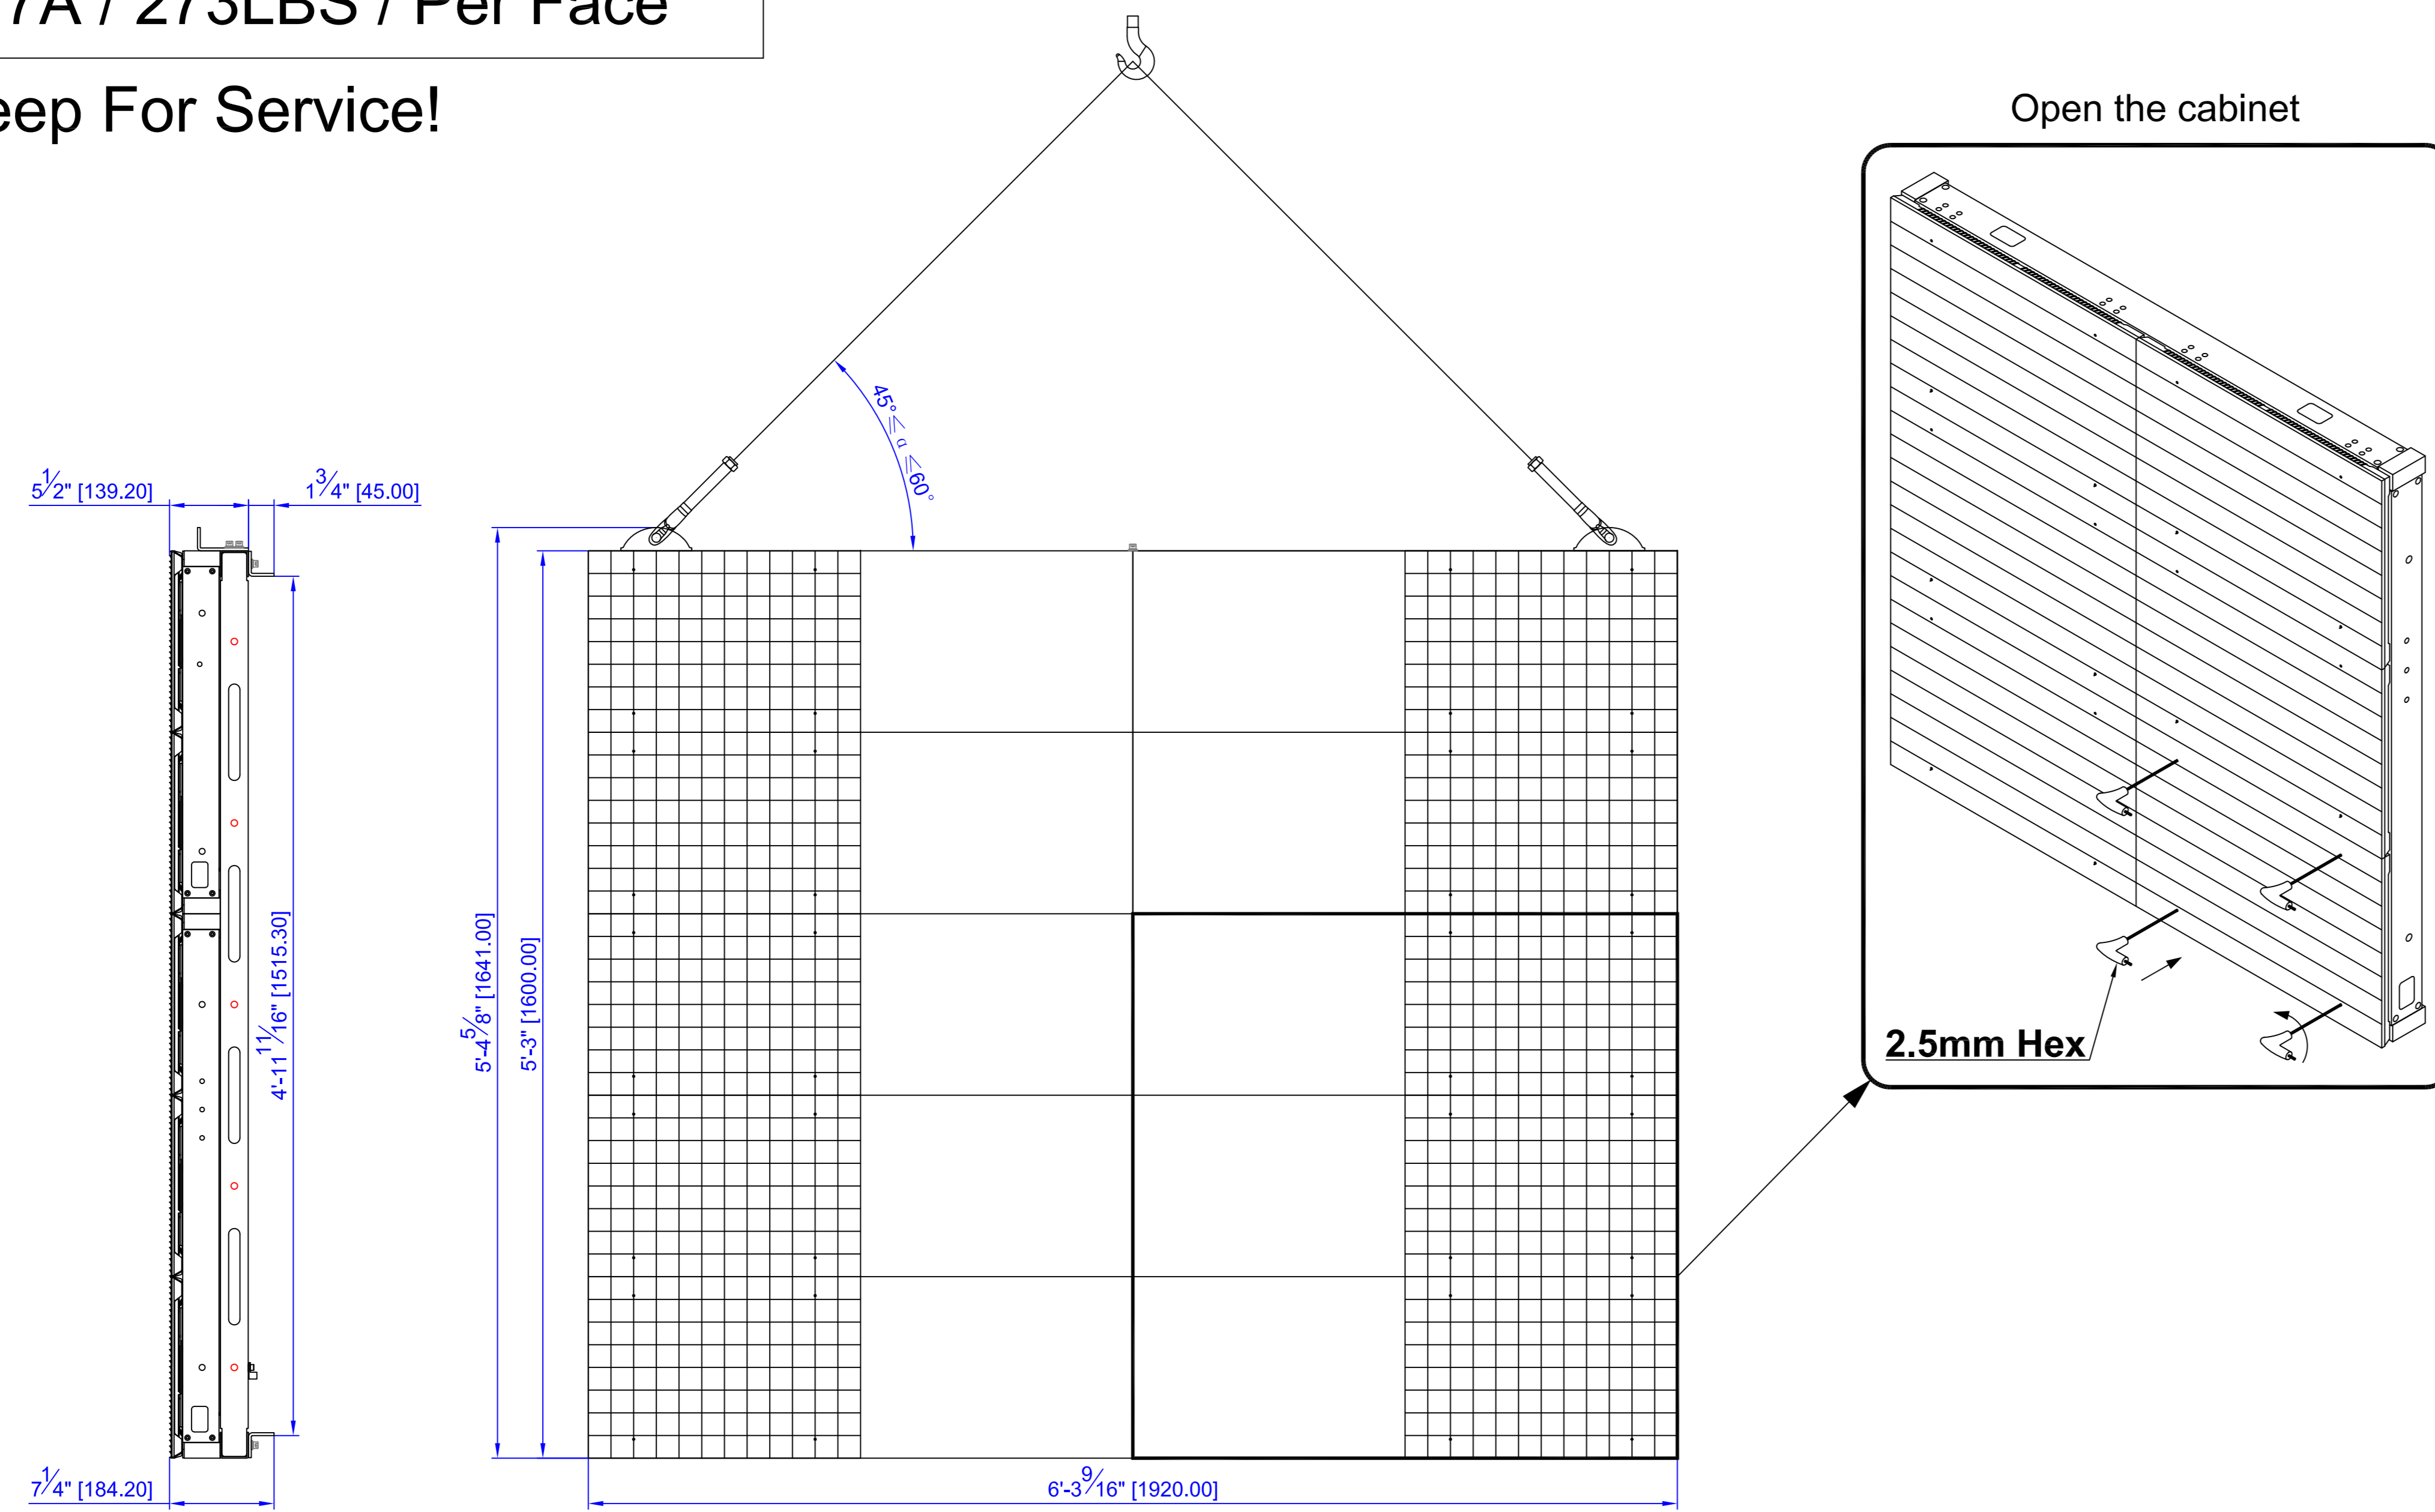 7A / 273LBS / Per Face
eep For Service!
Open the cabinet
45°≤ α ≤60°
5 1/2" [139.20]
1 3/4" [45.00]
4'-11 11/16" [1515.30]
5'-4 5/8" [1641.00]
5'-3" [1600.00]
2.5mm Hex
7 1/4" [184.20]
6'-3 9/16" [1920.00]